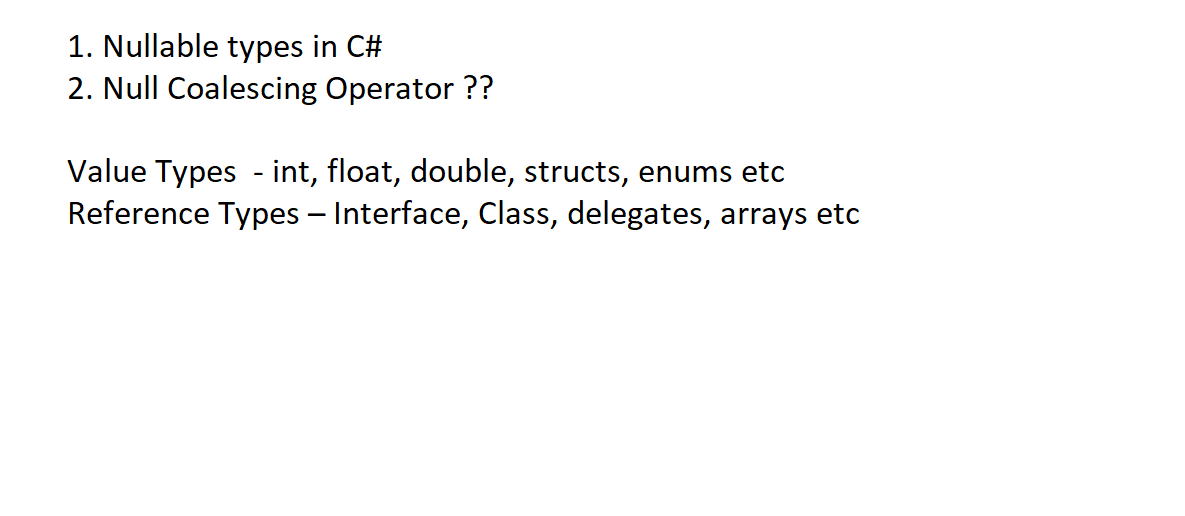 1. Nullable types in C#
2. Null Coalescing Operator ??
Value Types  - int, float, double, structs, enums etc
Reference Types – Interface, Class, delegates, arrays etc